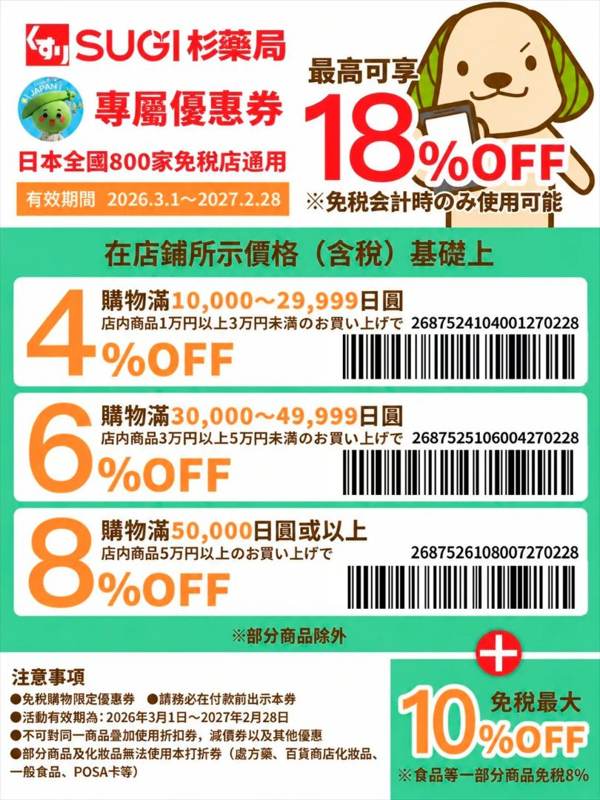 くすり SUGI 杉藥局
JAPAN
專屬優惠券
日本全國800家免稅店通用
有效期間 2026.3.1～2027.2.28
最高可享
18%OFF
※免税会計時のみ使用可能
在店鋪所示價格（含稅）基礎上
4%OFF
購物滿10,000～29,999日圓
店内商品1万円以上3万円未満のお買い上げで 2687524104001270228
6%OFF
購物滿30,000～49,999日圓
店内商品3万円以上5万円未満のお買い上げで 2687525106004270228
8%OFF
購物滿50,000日圓或以上
店内商品5万円以上のお買い上げで 2687526108007270228
※部分商品除外
注意事項
●免稅購物限定優惠券 ●請務必在付款前出示本券
●活動有效期為：2026年3月1日～2027年2月28日
●不可對同一商品疊加使用折扣券，減價券以及其他優惠
●部分商品及化妝品無法使用本打折券（處方藥、百貨商店化妝品、
一般食品、POSA卡等）
+
免稅最大
10%OFF
※食品等一部分商品免稅8%